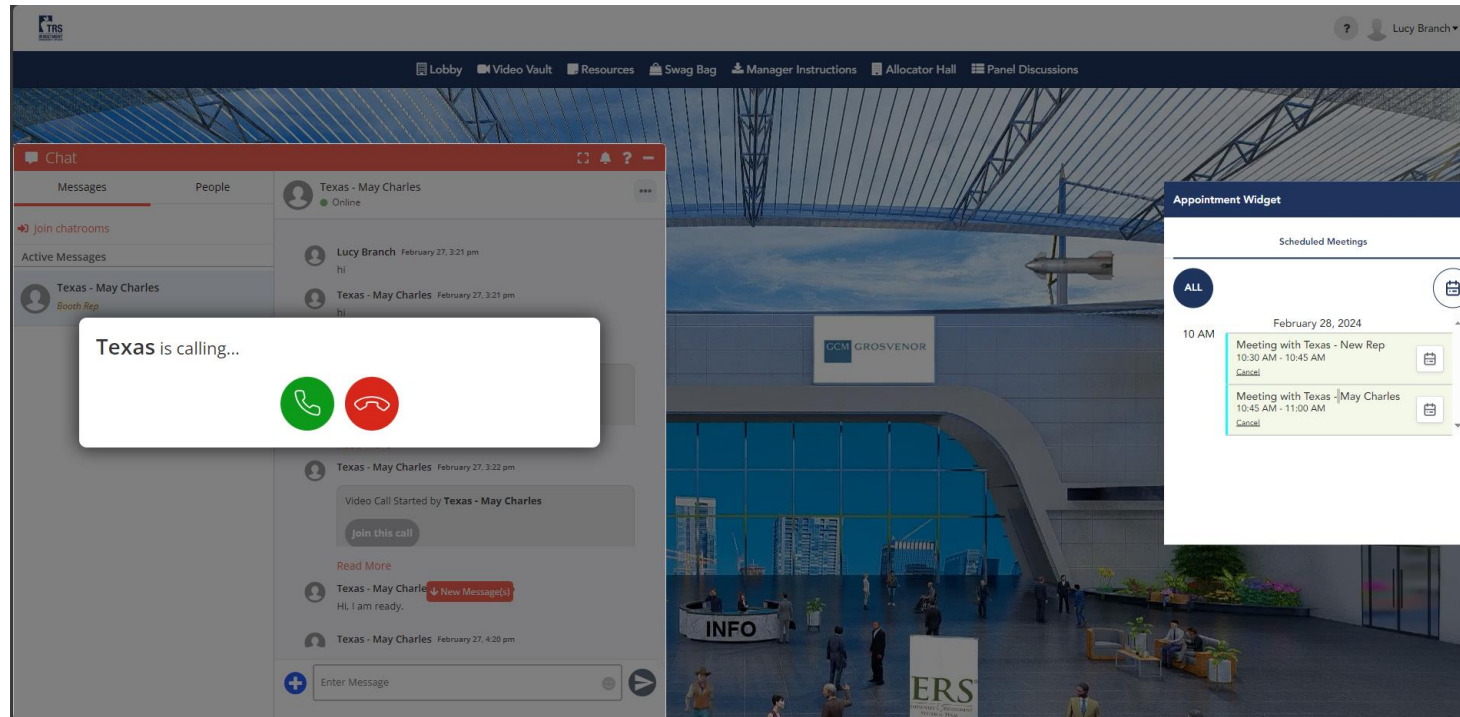 TRS
? Lucy Branch
Lobby Video Vault Resources Swag Bag Manager Instructions Allocator Hall Panel Discussions
Chat ?
Messages People
Join chatrooms
Active Messages
Texas - May Charles
Booth Rep
Texas - May Charles
Online
Lucy Branch February 27, 3:21 pm
hi
Texas - May Charles February 27, 3:21 pm
hi
Texas is calling...
Texas - May Charles February 27, 3:22 pm
Video Call Started by Texas - May Charles
Join this call
Read More
Texas - May Charle
New Message(s)
Hi, I am ready.
Texas - May Charles February 27, 4:20 pm
Enter Message
GCM GROSVENOR
INFO
ERS
Appointment Widget
Scheduled Meetings
ALL
February 28, 2024
10 AM
Meeting with Texas - New Rep
10:30 AM - 10:45 AM
Cancel
Meeting with Texas - May Charles
10:45 AM - 11:00 AM
Cancel